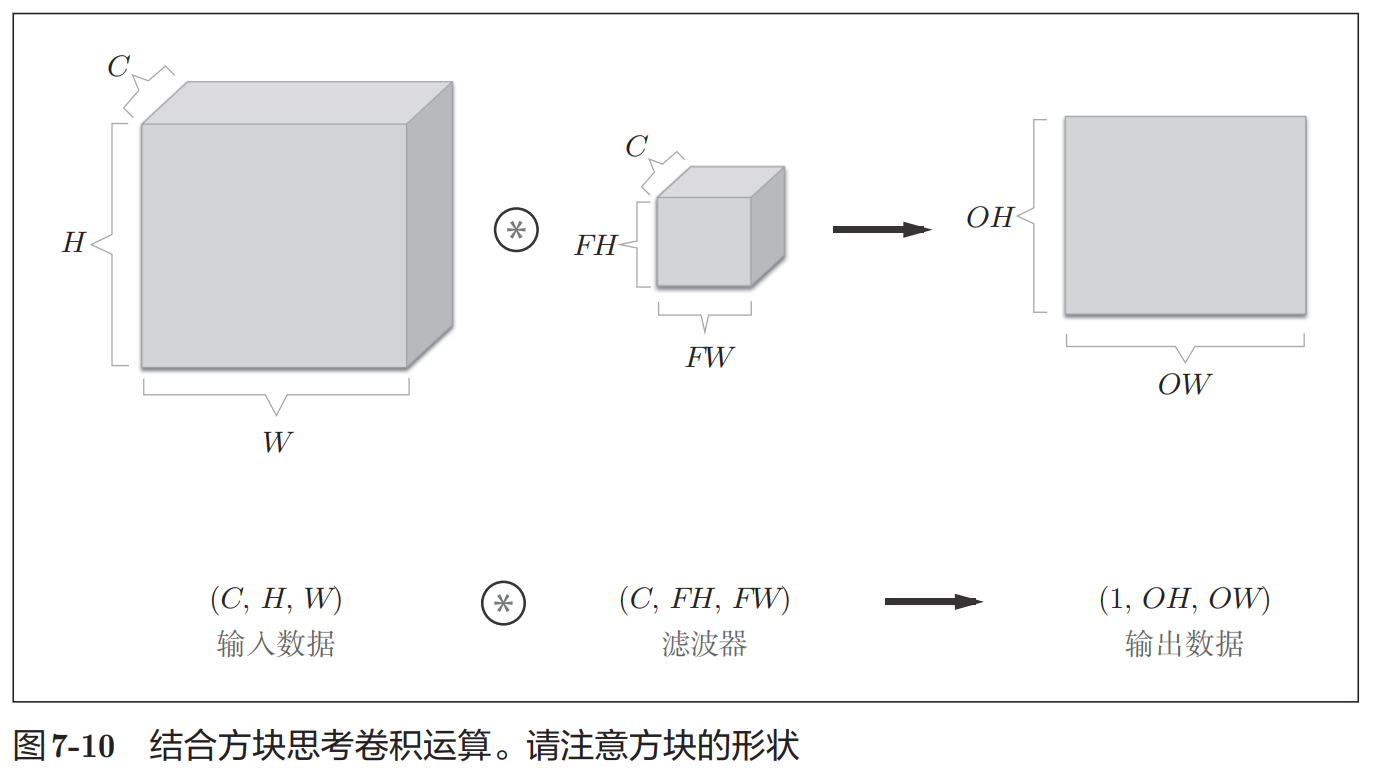 C
H
W
C
FH
FW
OH
OW
(C, H, W) ⊛ (C, FH, FW) → (1, OH, OW)
输入数据 滤波器 输出数据
图7-10 结合方块思考卷积运算。请注意方块的形状